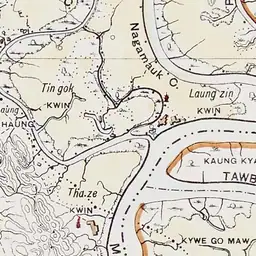 Nagamauk C.
Tin gok
KWIN
Laung zin
KWIN
HAUNG
KAUNG KYA
TAWB
Tha ze
KWIN
KYWE GO MAW